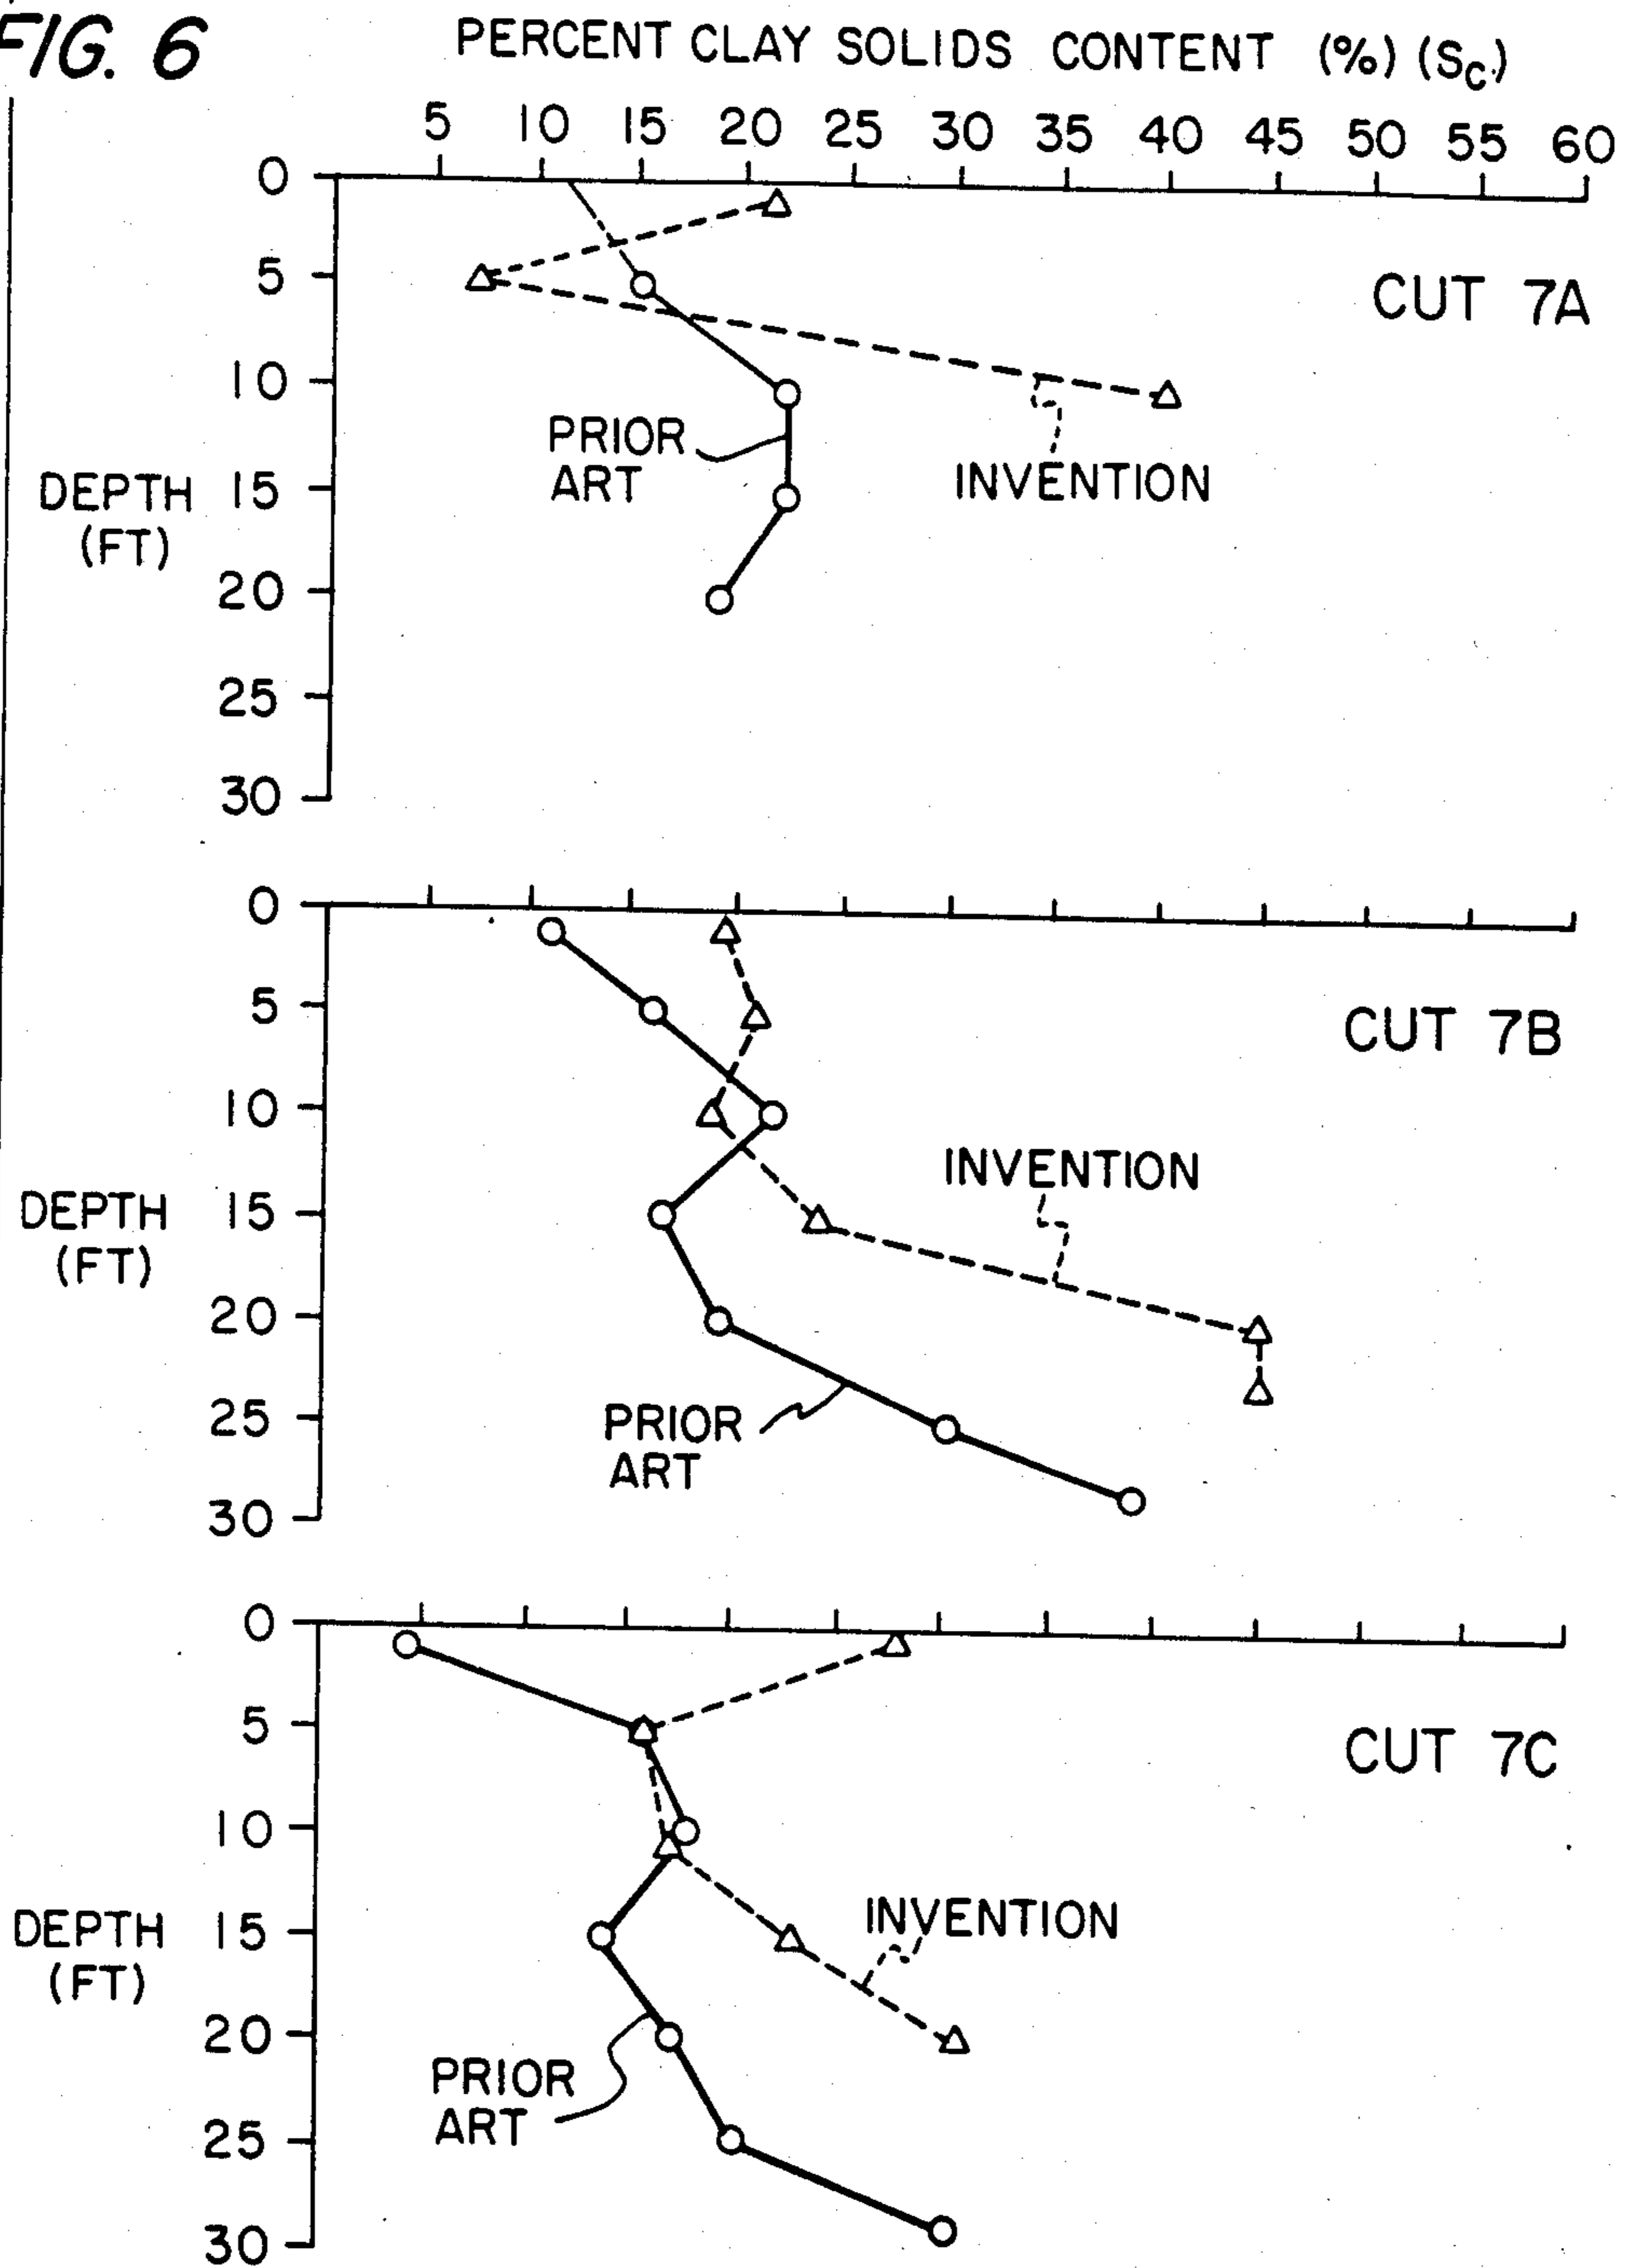 FIG. 6
PERCENT CLAY SOLIDS CONTENT (%) (Sc.)
5 10 15 20 25 30 35 40 45 50 55 60
0
5
CUT 7A
10
PRIOR
ART
INVENTION
DEPTH 15
(FT)
20
25
30
0
5
CUT 7B
10
INVENTION
DEPTH 15
(FT)
20
25
PRIOR
ART
30
0
5
CUT 7C
10
INVENTION
DEPTH 15
(FT)
20
PRIOR
ART
25
30